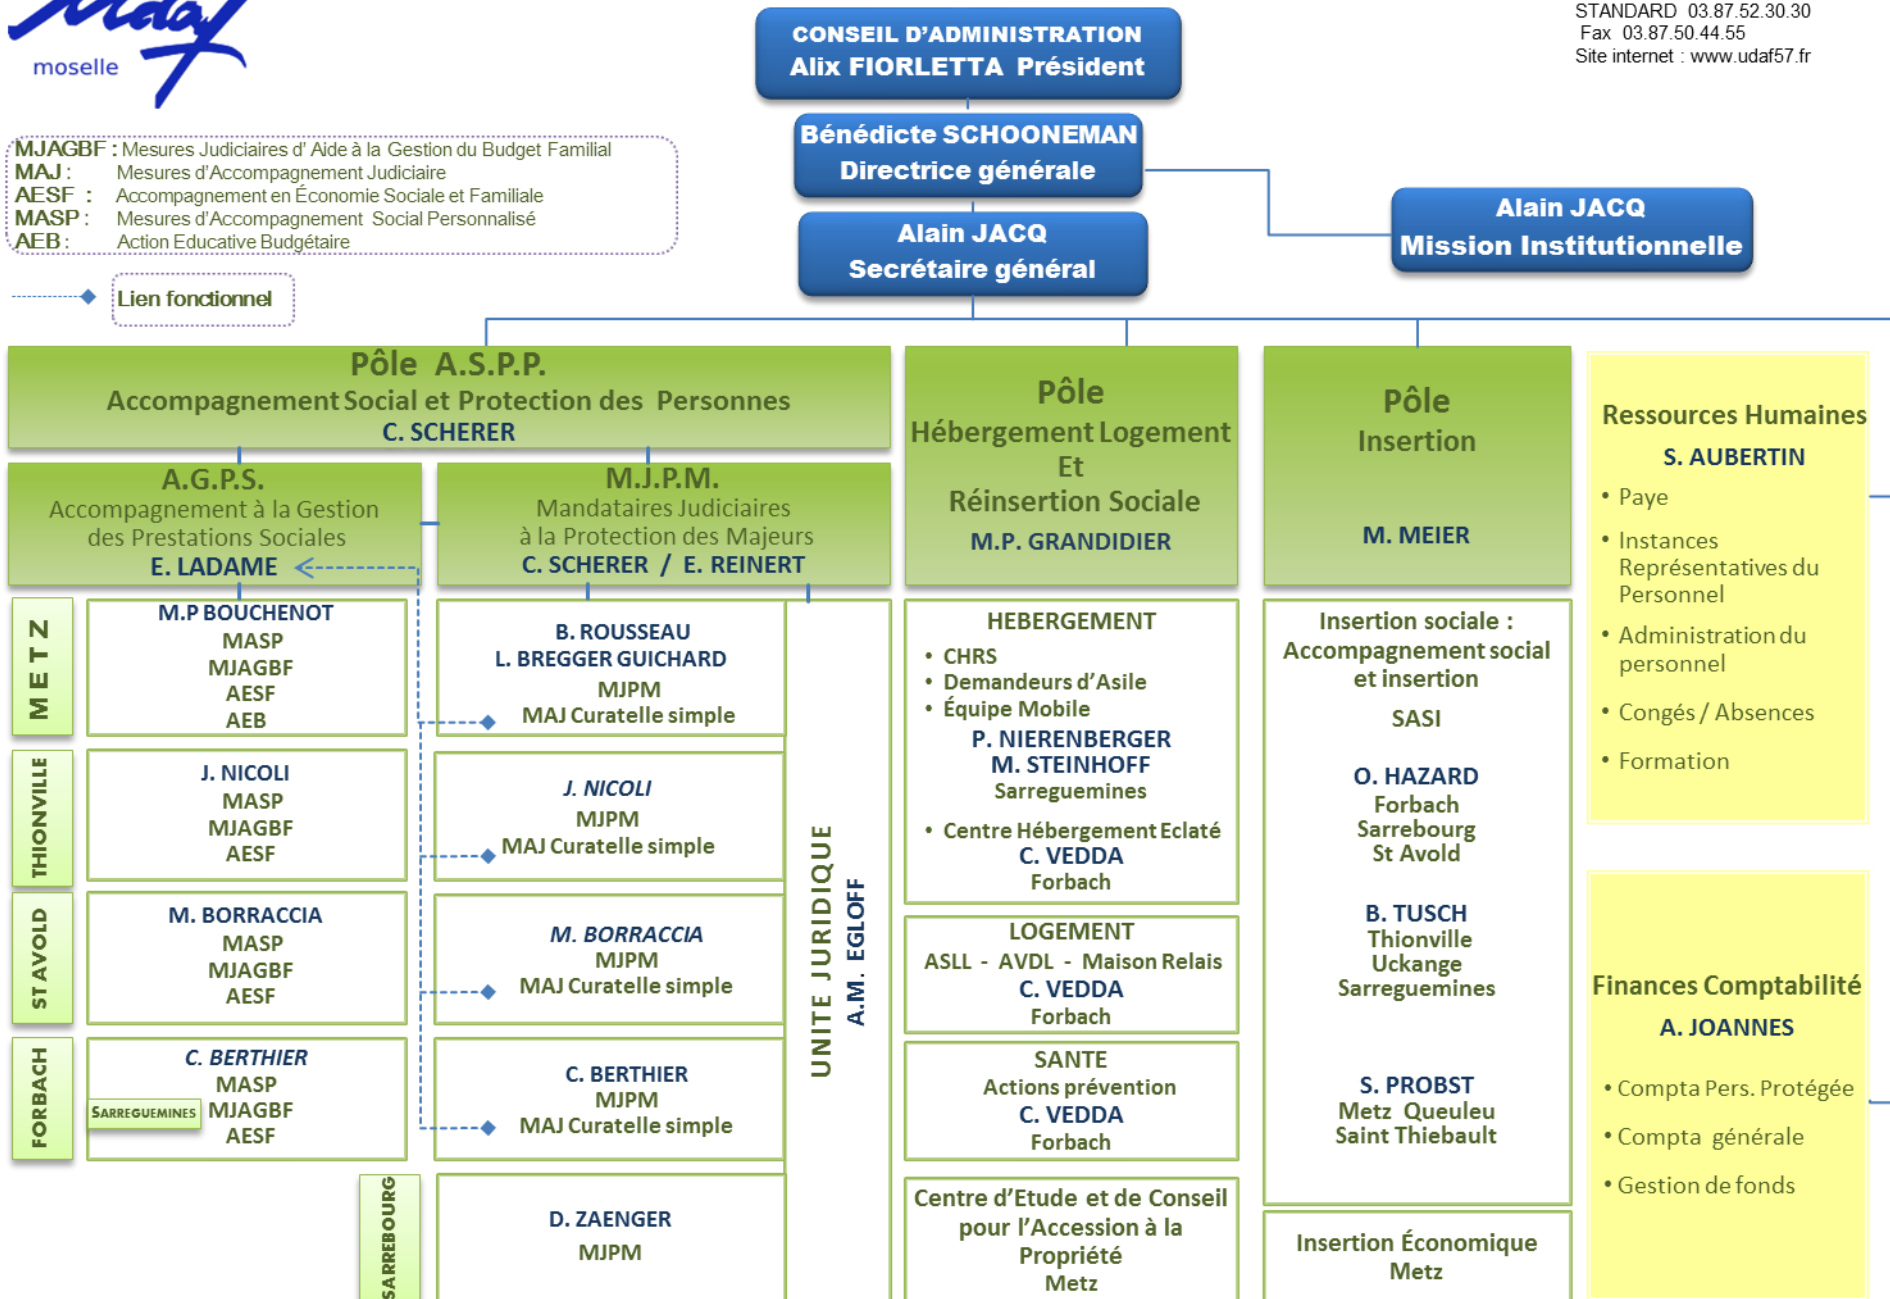 Udaf
moselle
STANDARD 03.87.52.30.30
Fax 03.87.50.44.55
Site internet : www.udaf57.fr
CONSEIL D'ADMINISTRATION
Alix FIORLETTA Président
Bénédicte SCHOONEMAN
Directrice générale
Alain JACQ
Secrétaire général
Alain JACQ
Mission Institutionnelle
MJAGBF : Mesures Judiciaires d' Aide à la Gestion du Budget Familial
MAJ : Mesures d'Accompagnement Judiciaire
AESF : Accompagnement en Économie Sociale et Familiale
MASP : Mesures d'Accompagnement Social Personnalisé
AEB : Action Educative Budgétaire
Lien fonctionnel
Pôle A.S.P.P.
Accompagnement Social et Protection des Personnes
C. SCHERER
A.G.P.S.
Accompagnement à la Gestion
des Prestations Sociales
E. LADAME
M.J.P.M.
Mandataires Judiciaires
à la Protection des Majeurs
C. SCHERER / E. REINERT
METZ
M.P BOUCHENOT
MASP
MJAGBF
AESF
AEB
B. ROUSSEAU
L. BREGGER GUICHARD
MJPM
MAJ Curatelle simple
THIONVILLE
J. NICOLI
MASP
MJAGBF
AESF
J. NICOLI
MJPM
MAJ Curatelle simple
ST AVOLD
M. BORRACCIA
MASP
MJAGBF
AESF
M. BORRACCIA
MJPM
MAJ Curatelle simple
FORBACH
C. BERTHIER
MASP
SARREGUEMINES
MJAGBF
AESF
C. BERTHIER
MJPM
MAJ Curatelle simple
SARREBOURG
D. ZAENGER
MJPM
UNITE JURIDIQUE
A.M. EGLOFF
Pôle
Hébergement Logement
Et
Réinsertion Sociale
M.P. GRANDIDIER
HEBERGEMENT
• CHRS
• Demandeurs d'Asile
• Équipe Mobile
P. NIERENBERGER
M. STEINHOFF
Sarreguemines
• Centre Hébergement Eclaté
C. VEDDA
Forbach
LOGEMENT
ASLL - AVDL - Maison Relais
C. VEDDA
Forbach
SANTE
Actions prévention
C. VEDDA
Forbach
Centre d'Etude et de Conseil
pour l'Accession à la
Propriété
Metz
Pôle
Insertion
M. MEIER
Insertion sociale :
Accompagnement social
et insertion
SASI
O. HAZARD
Forbach
Sarrebourg
St Avold
B. TUSCH
Thionville
Uckange
Sarreguemines
S. PROBST
Metz Queuleu
Saint Thiebault
Insertion Économique
Metz
Ressources Humaines
S. AUBERTIN
• Paye
• Instances
Représentatives du
Personnel
• Administration du
personnel
• Congés / Absences
• Formation
Finances Comptabilité
A. JOANNES
• Compta Pers. Protégée
• Compta générale
• Gestion de fonds